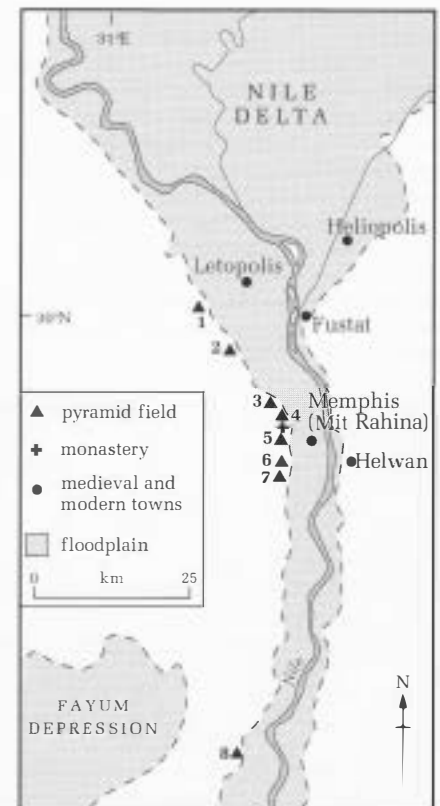 31°E
NILE
DELTA
Heliopolis
Letopolis
1
30°N
Fustat
2
3
4
Memphis
(Mit Rahina)
5
6
Helwan
7
pyramid field
monastery
medieval and
modern towns
floodplain
0 km 25
Nile
N
FAYUM
DEPRESSION
8